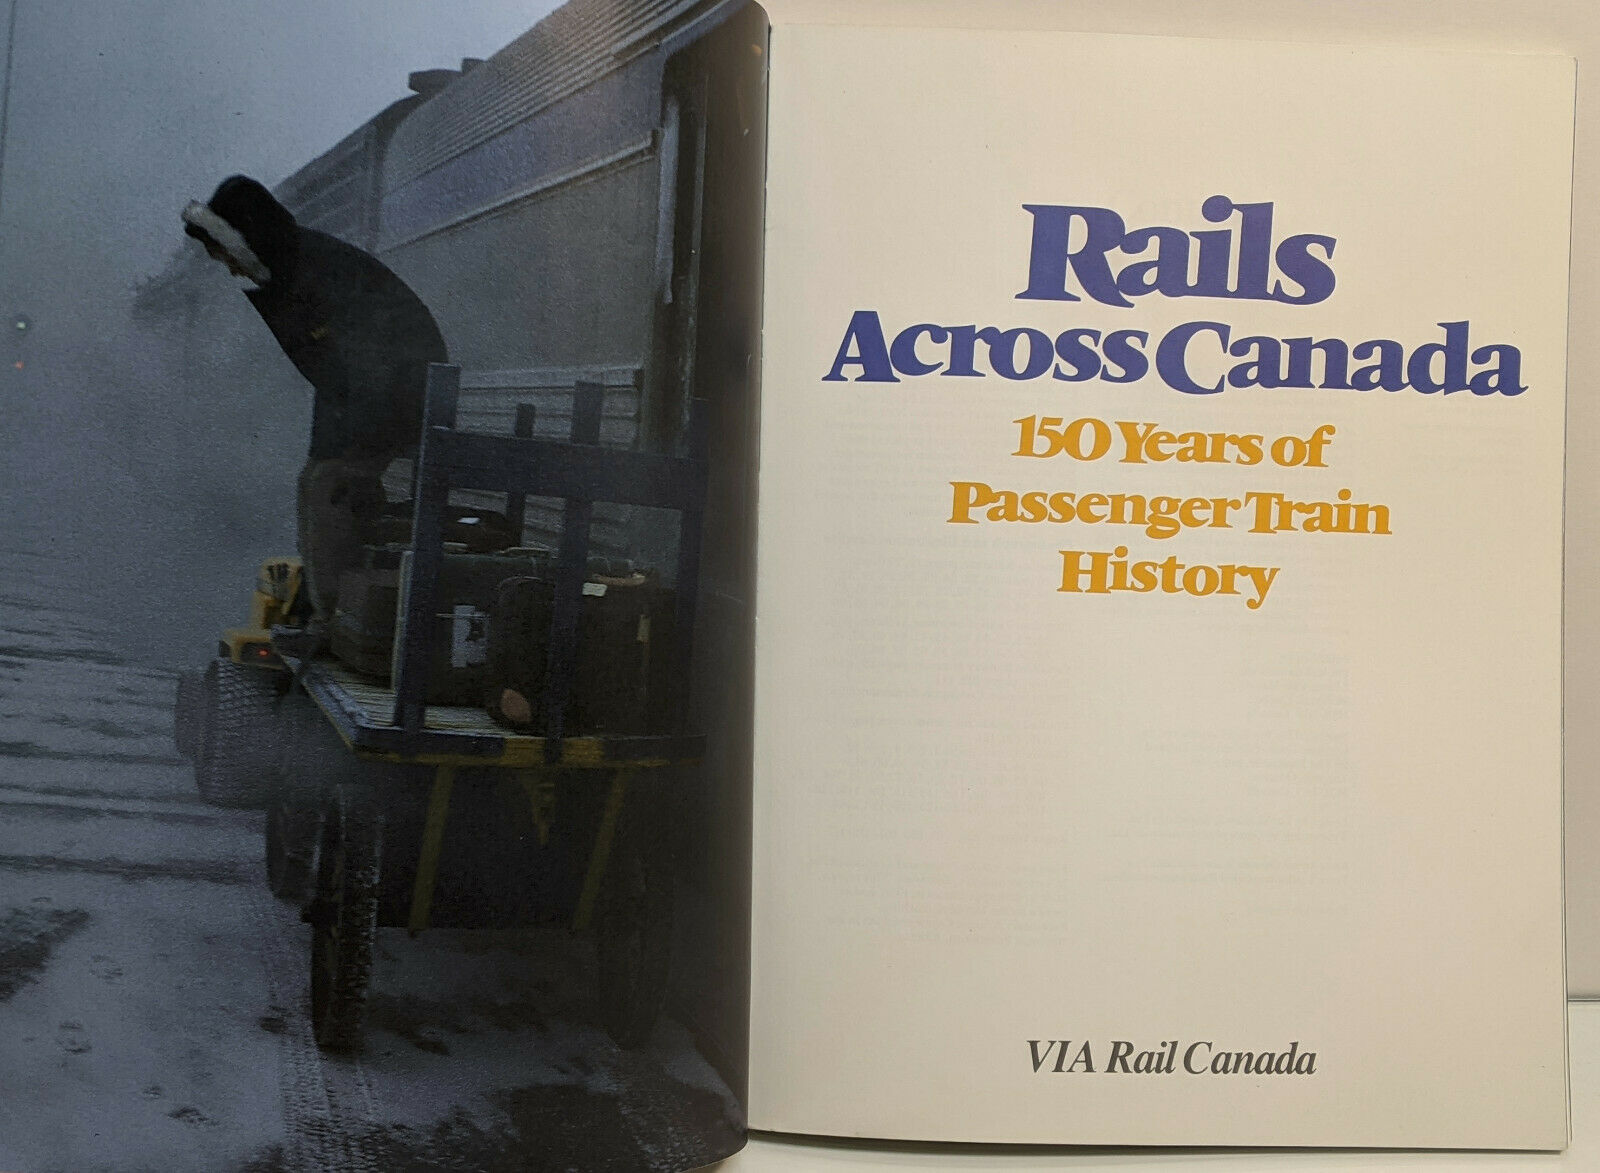 Rails
Across Canada
150 Years of
Passenger Train
History
VIA Rail Canada